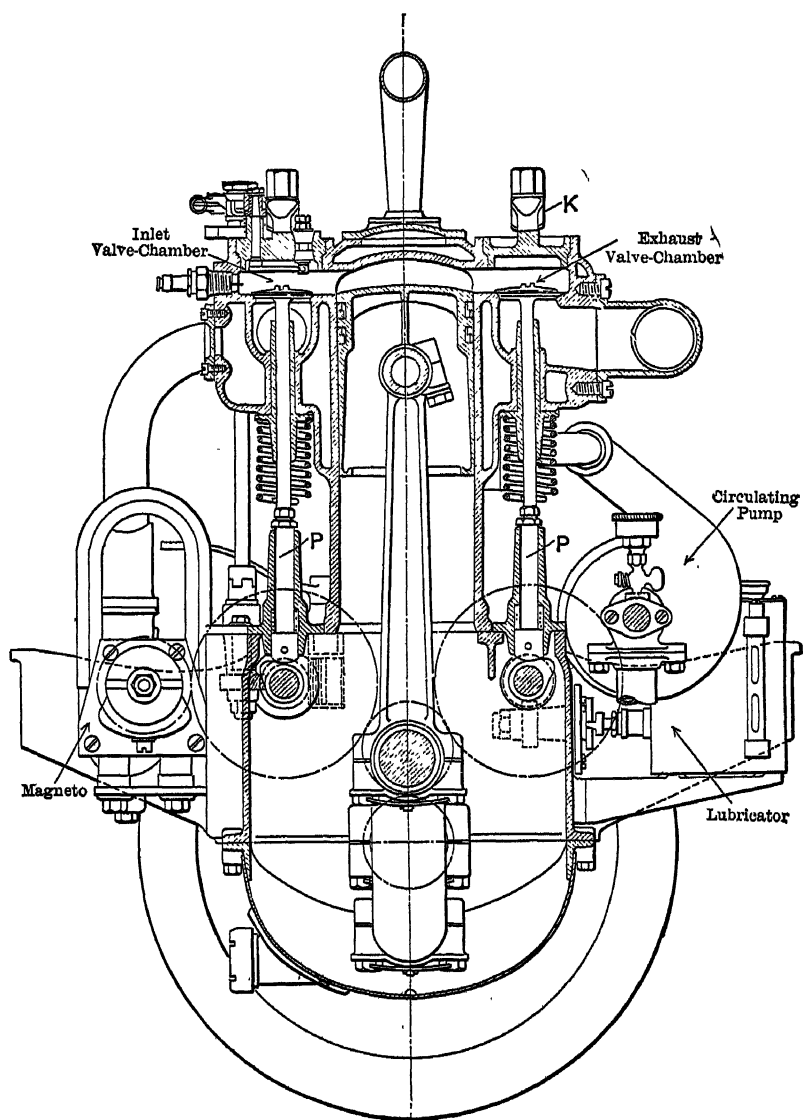 K
Inlet
Valve-Chamber
Exhaust
Valve-Chamber
Circulating
Pump
P
P
Magneto
Lubricator